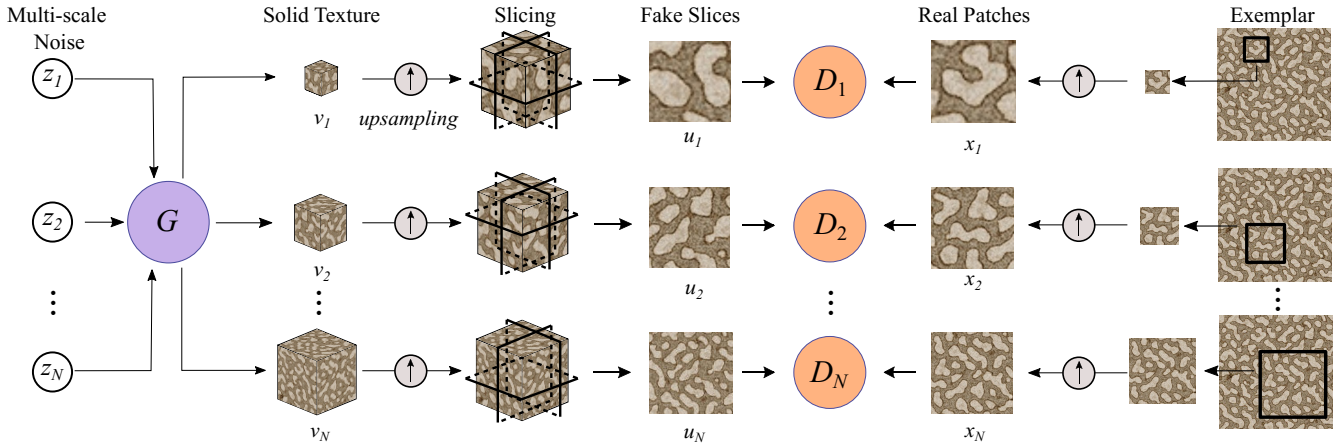 Multi-scale
Noise
Solid Texture
Slicing
Fake Slices
Real Patches
Exemplar
z1
v1
upsampling
u1
D1
x1
z2
G
v2
u2
D2
x2
zN
vN
uN
DN
xN